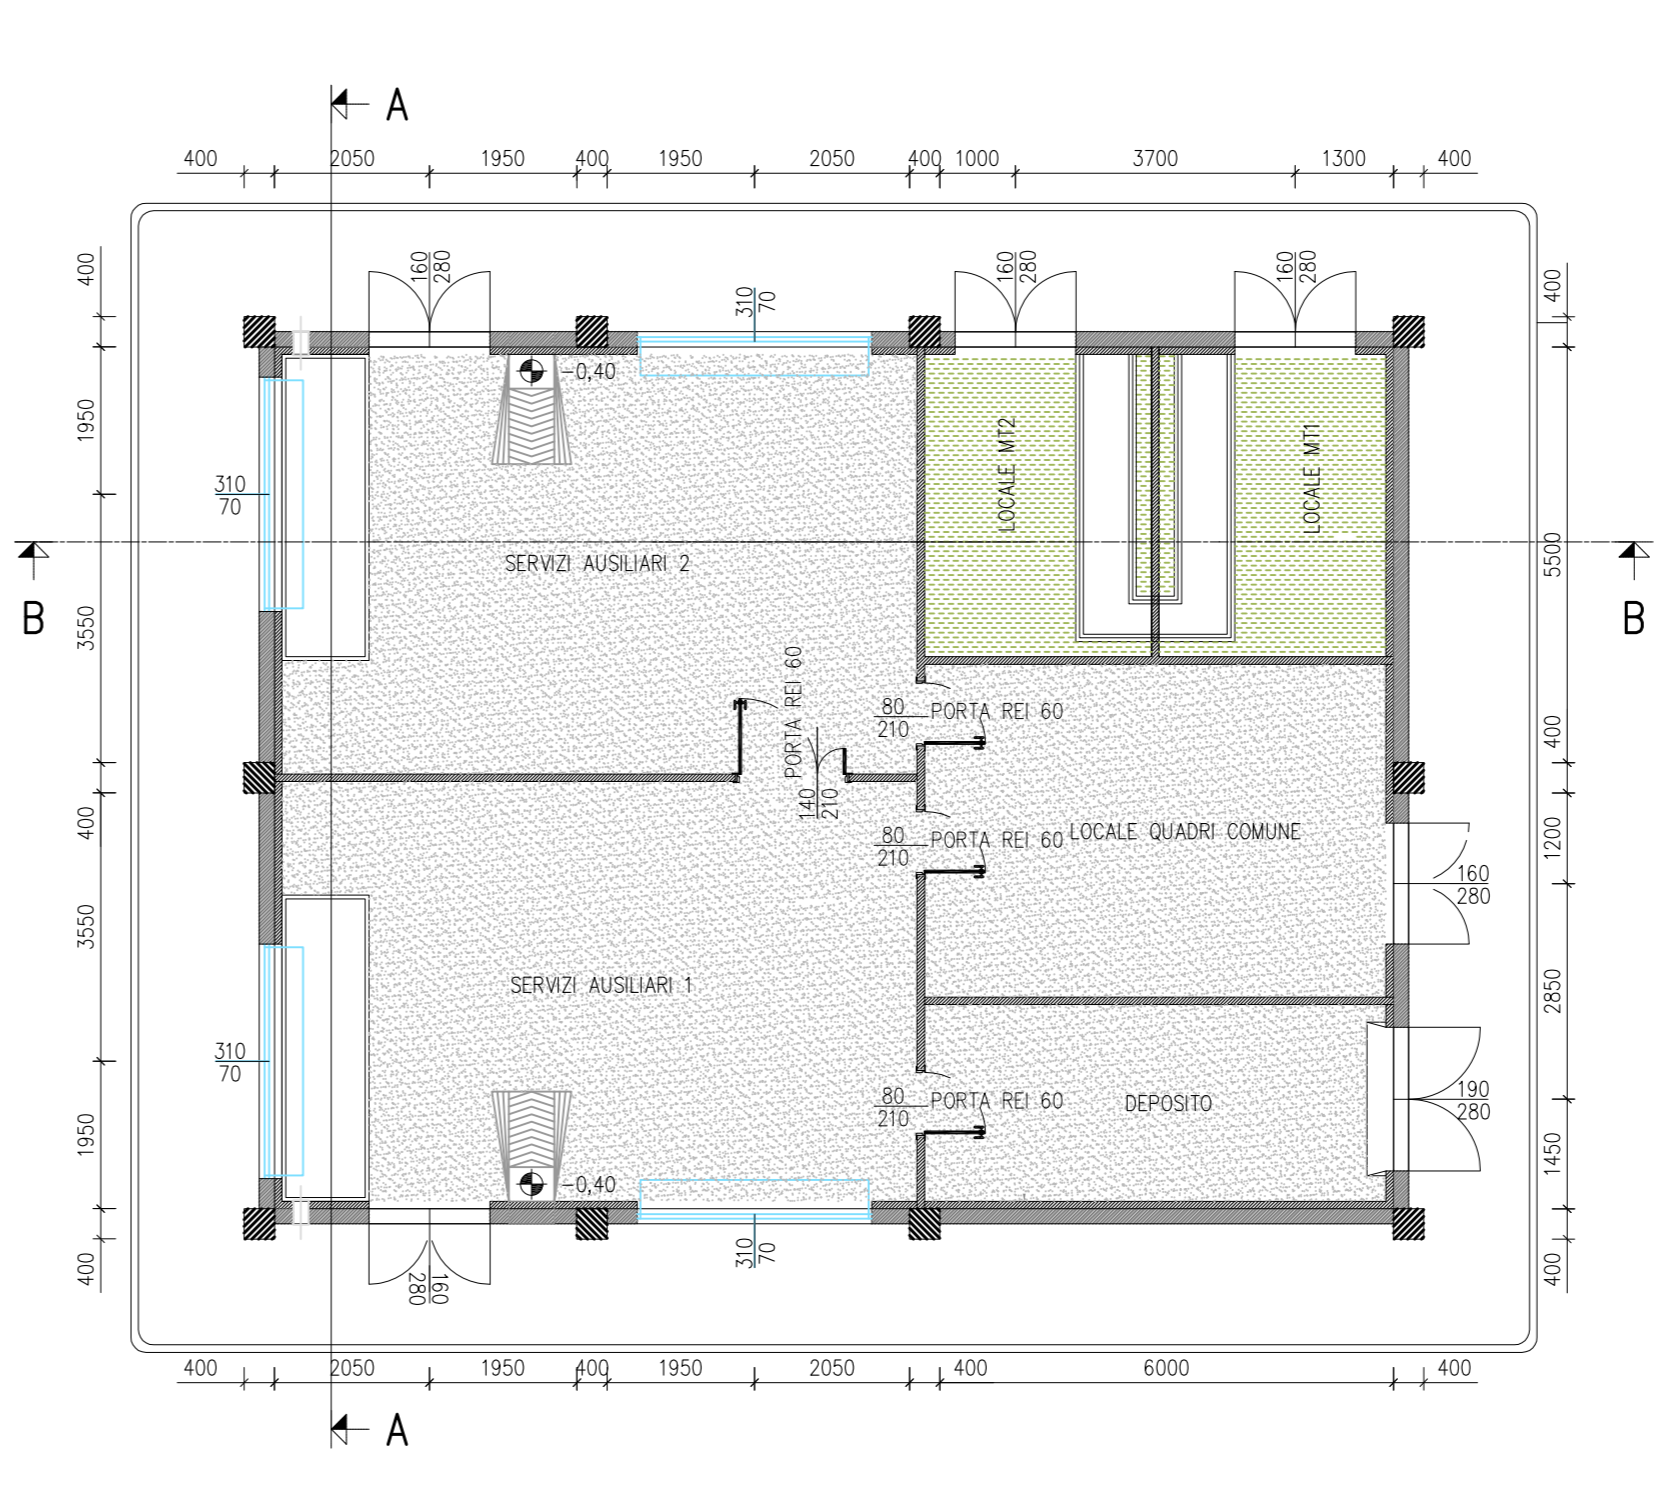 A
400 2050 1950 400 1950 2050 400 1000 3700 1300 400
400
160
280
310
70
160
280
160
280
400
-0,40
1950
LOCALE MT2
LOCALE MT1
310
70
SERVIZI AUSILIARI 2
5500
B
B
3550
PORTA REI 60
80
210
PORTA REI 60
400
140
210
400
80
210
PORTA REI 60
LOCALE QUADRI COMUNE
1200
160
280
3550
SERVIZI AUSILIARI 1
2850
310
70
80
210
PORTA REI 60
DEPOSITO
190
280
1950
1450
-0,40
400
160
280
310
70
400
400 2050 1950 400 1950 2050 400 6000 400
A